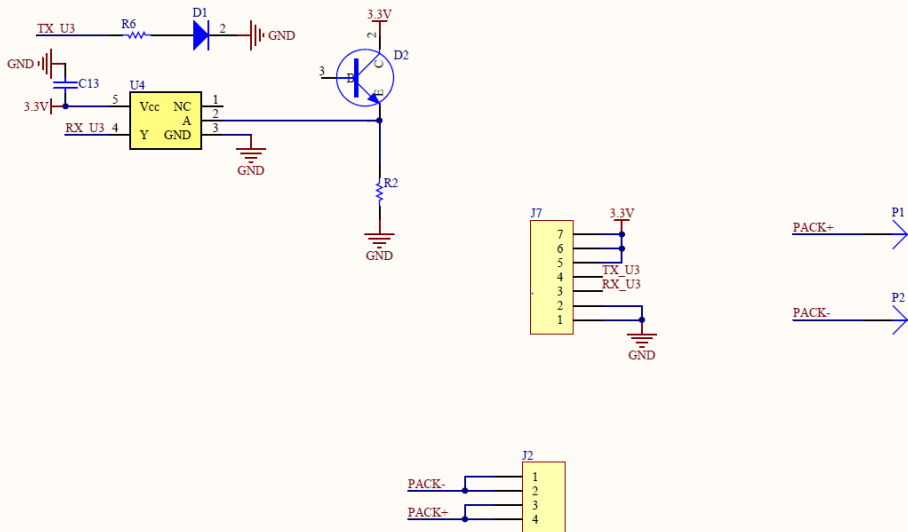 3.3V
TX_U3 R6 D1 2 GND
2
C
D2
3 B
E
GND
C13
U4
3.3V 5 Vcc NC 1
A 2
RX_U3 4 Y GND 3
GND
R2
GND
J7 3.3V
7
6
5
4 TX_U3
3 RX_U3
2
1
GND
P1
PACK+
P2
PACK-
J2
PACK- 1
2
3
PACK+ 4